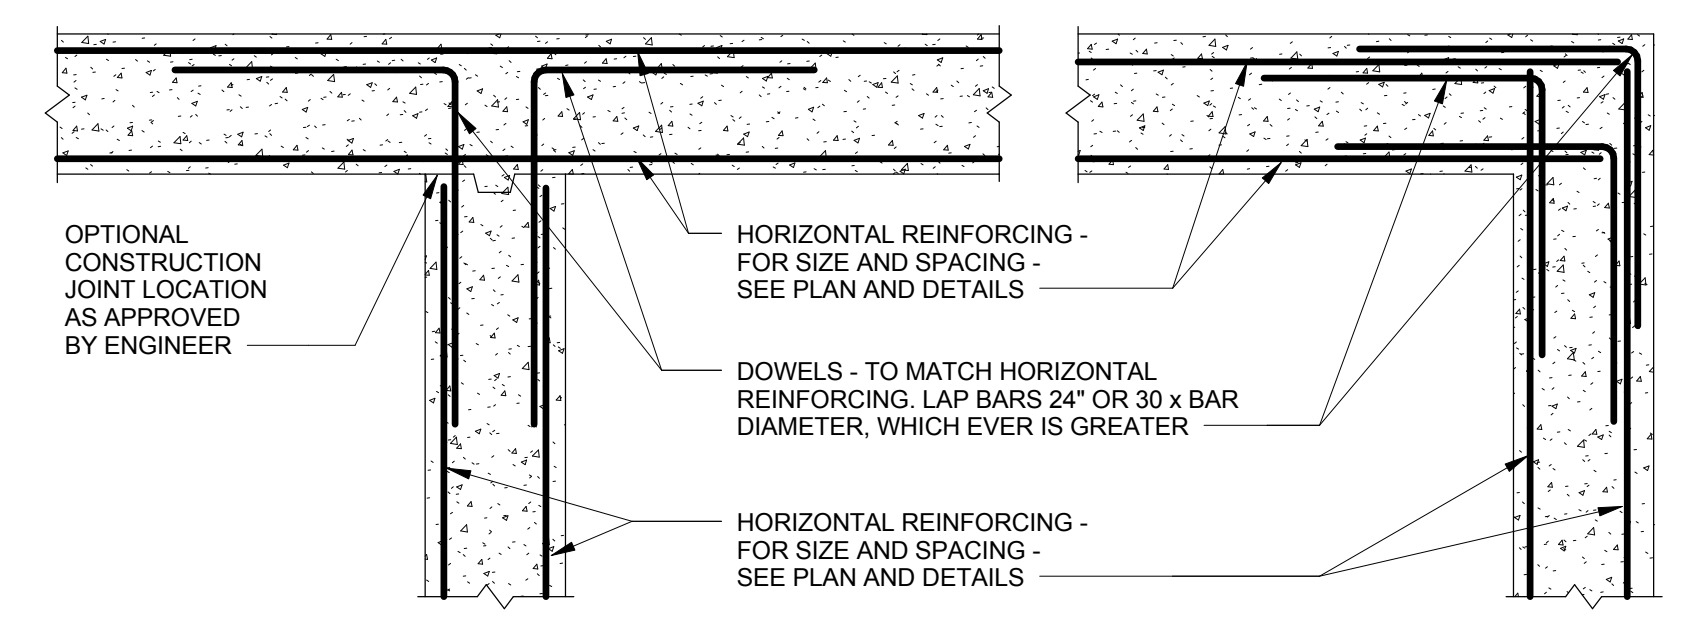 OPTIONAL
CONSTRUCTION
JOINT LOCATION
AS APPROVED
BY ENGINEER
HORIZONTAL REINFORCING -
FOR SIZE AND SPACING -
SEE PLAN AND DETAILS
DOWELS - TO MATCH HORIZONTAL
REINFORCING. LAP BARS 24" OR 30 x BAR
DIAMETER, WHICH EVER IS GREATER
HORIZONTAL REINFORCING -
FOR SIZE AND SPACING -
SEE PLAN AND DETAILS